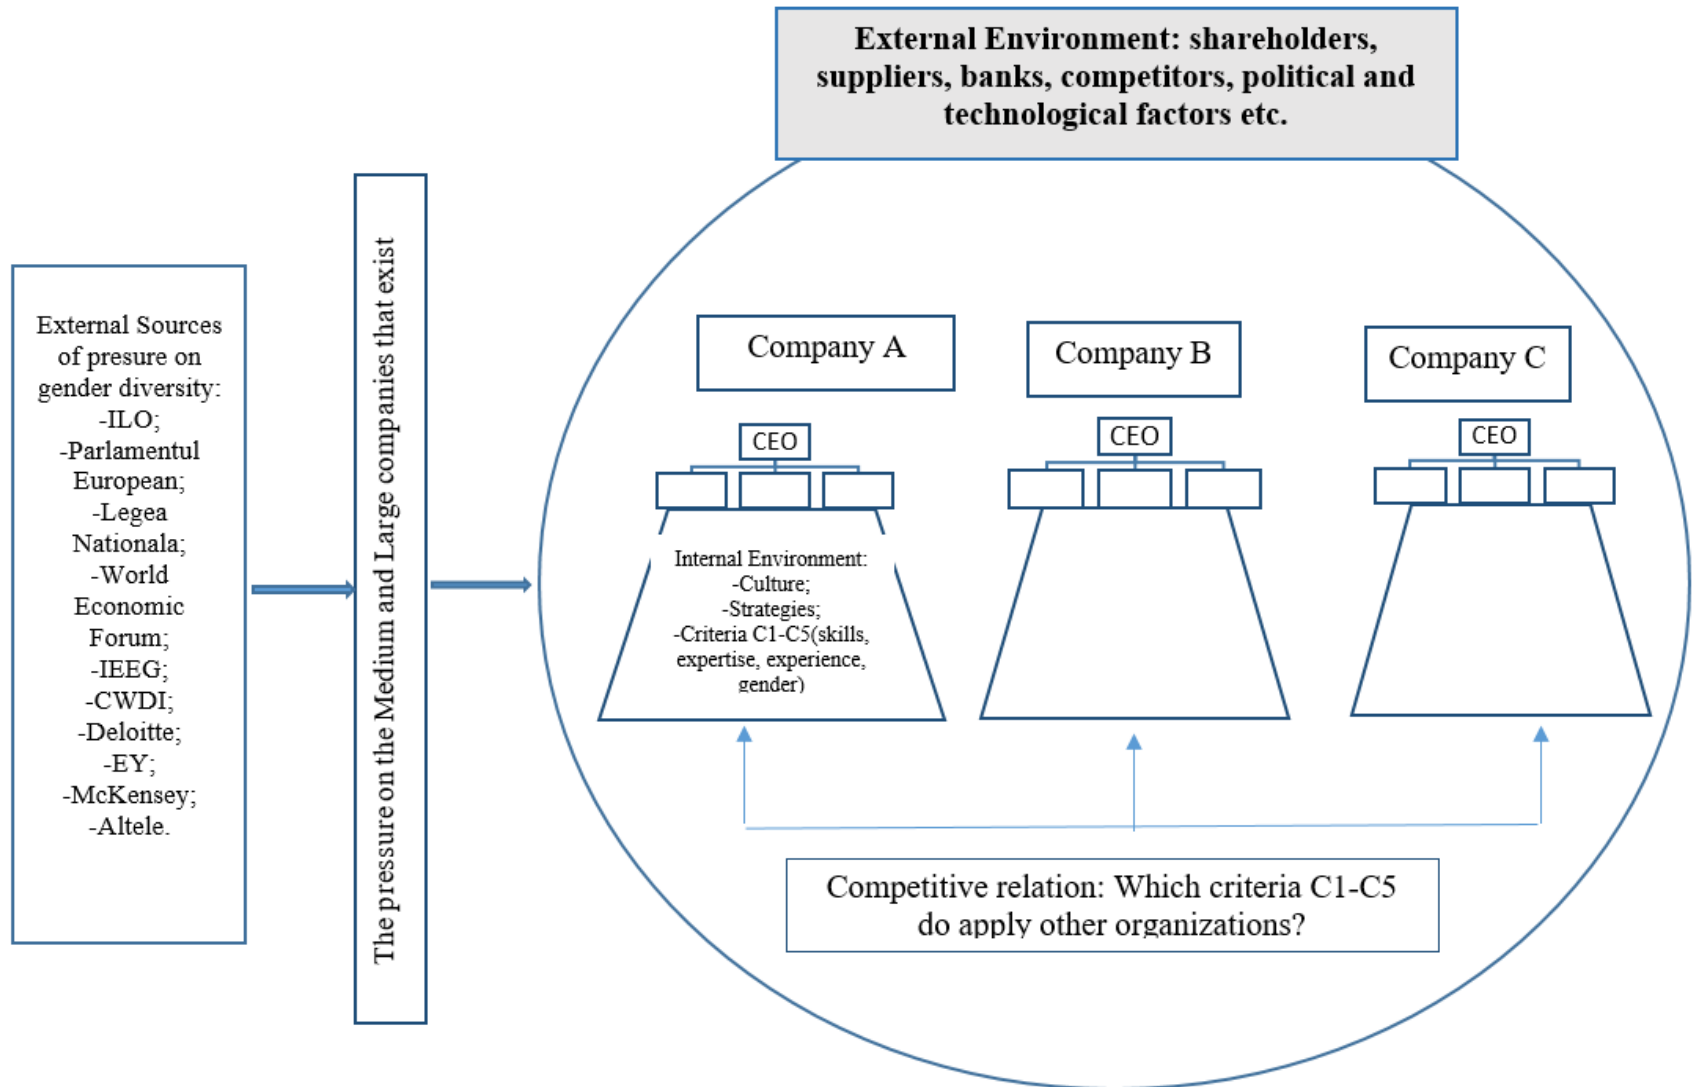 External Environment: shareholders,
suppliers, banks, competitors, political and
technological factors etc.
External Sources
of presure on
gender diversity:
-ILO;
-Parlamentul
European;
-Legea
Nationala;
-World
Economic
Forum;
-IEEG;
-CWDI;
-Deloitte;
-EY;
-McKensey;
-Altele.
The pressure on the Medium and Large companies that exist
Company A
CEO
Internal Environment:
-Culture;
-Strategies;
-Criteria C1-C5(skills,
expertise, experience,
gender)
Company B
CEO
Company C
CEO
Competitive relation: Which criteria C1-C5
do apply other organizations?